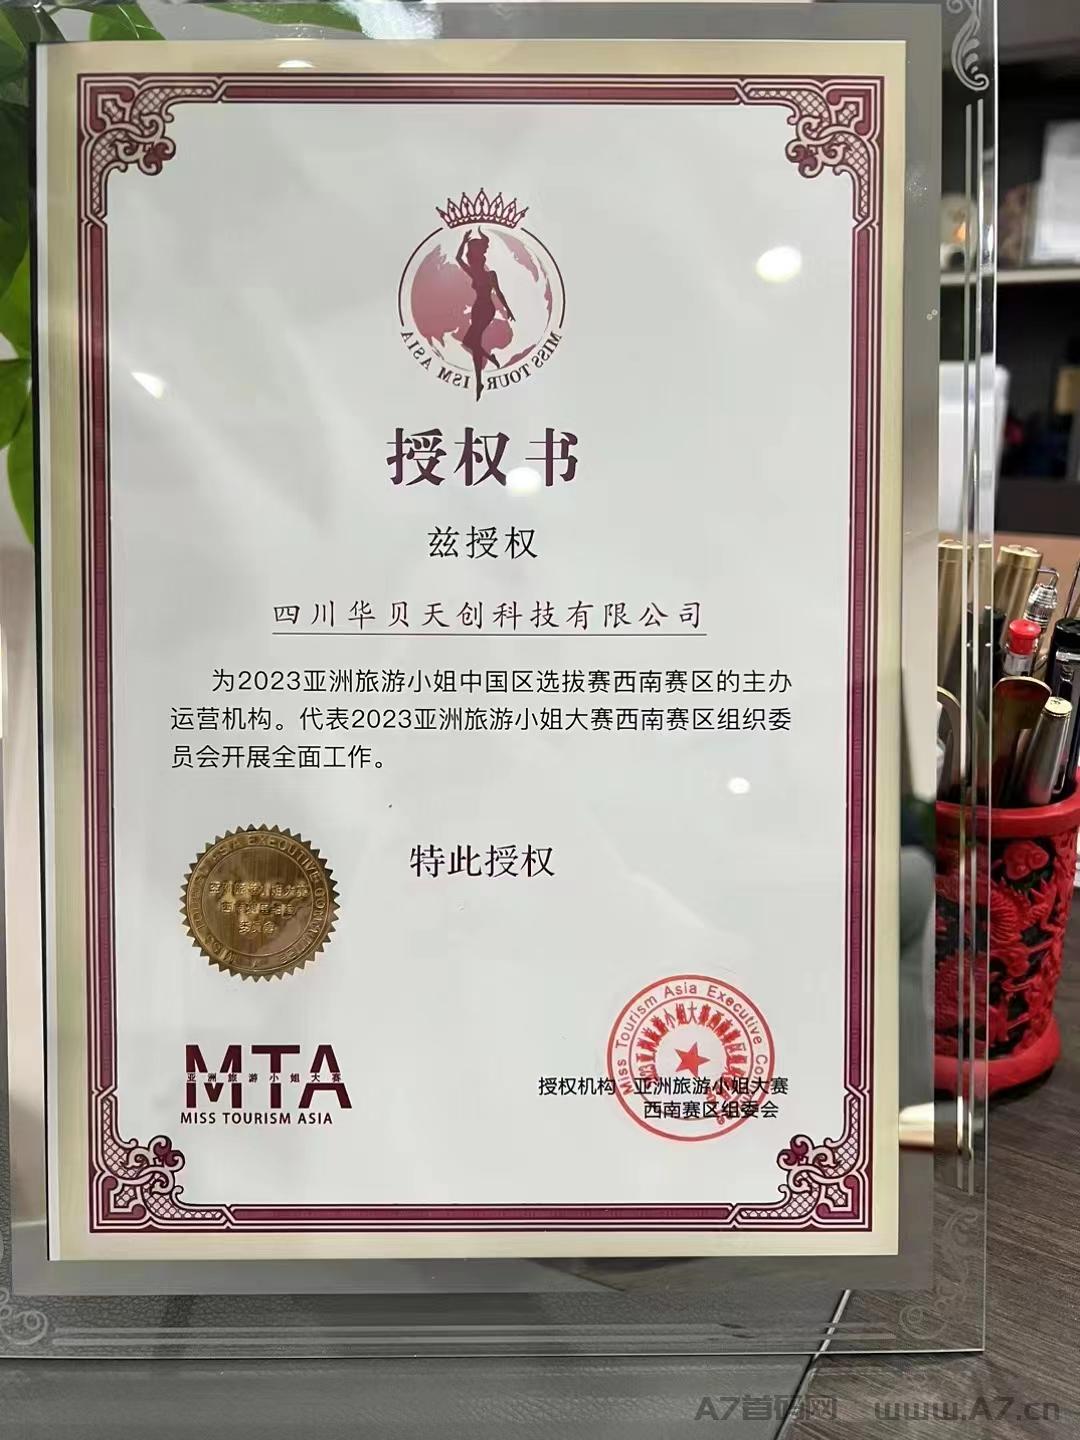 MISS TOURISM ASIA
授权书
兹授权
四川华贝天创科技有限公司
为2023亚洲旅游小姐中国区选拔赛西南赛区的主办
运营机构。代表2023亚洲旅游小姐大赛西南赛区组织委
员会开展全面工作。
特此授权
委员会
MTA
亚洲旅游小姐大赛
MISS TOURISM ASIA
Miss Tourism Asia Executive
授权机构 亚洲旅游小姐大赛
西南赛区组委会
A7首码网 www.A7.cn